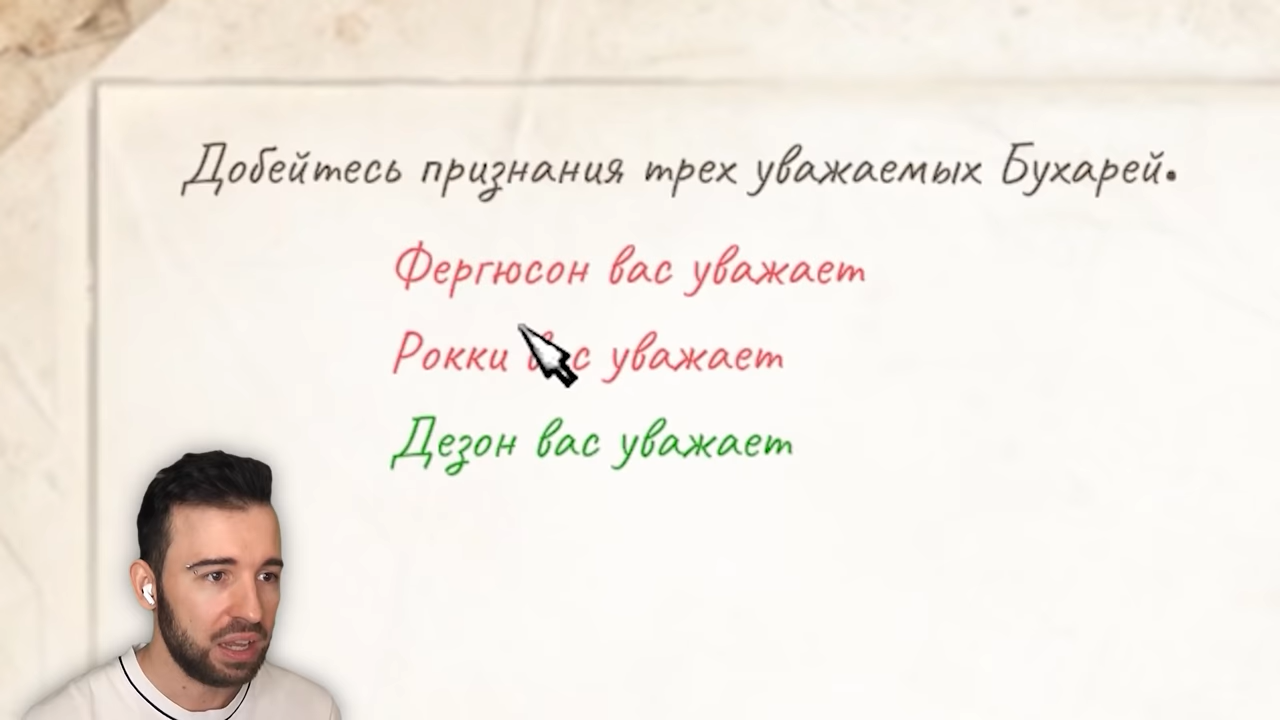 Добейтесь признания трех уважаемых Бухарей.
Фергюсон вас уважает
Рокки вас уважает
Дезон вас уважает